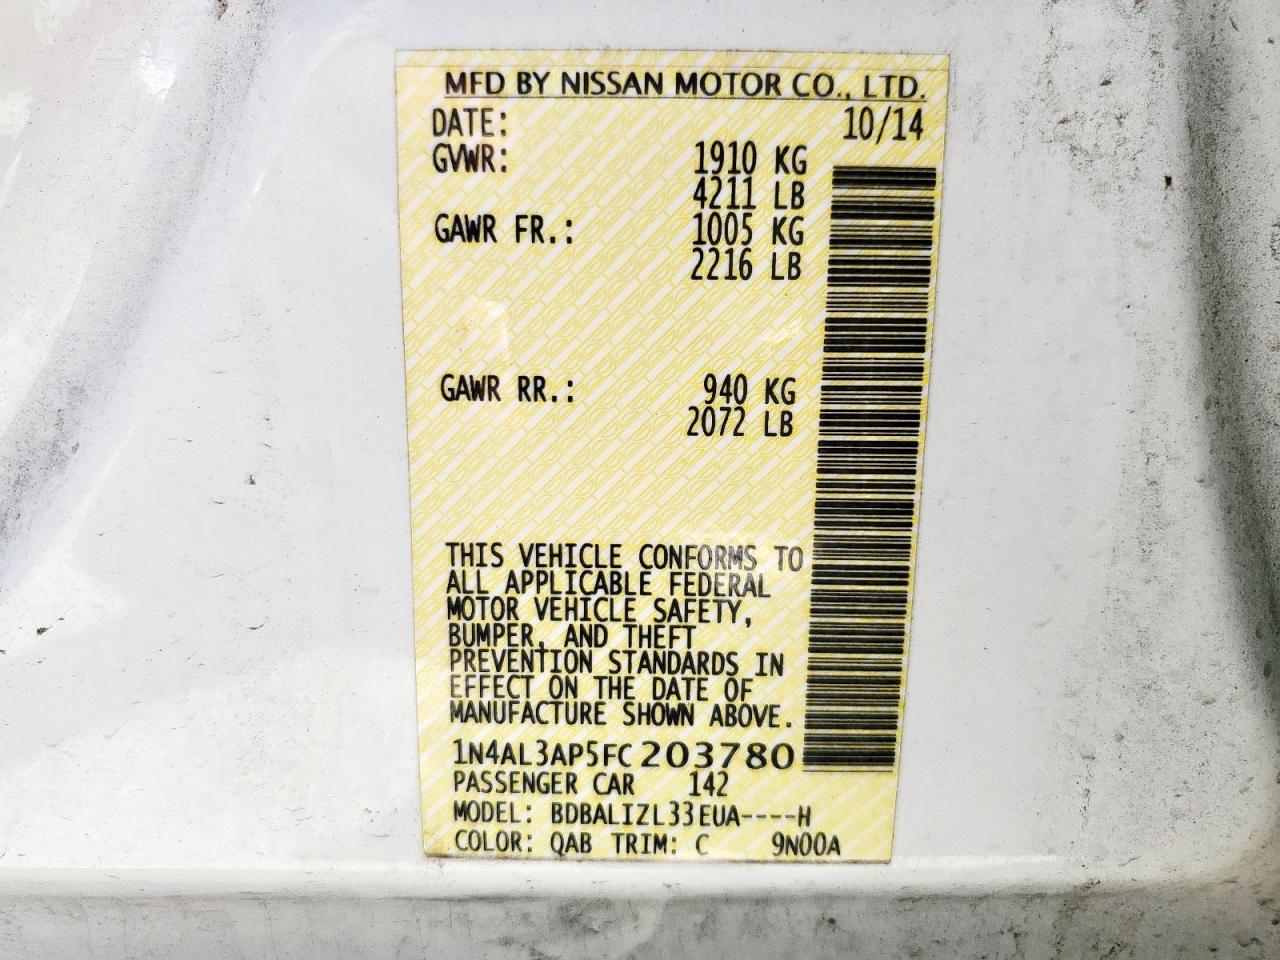 MFD BY NISSAN MOTOR CO., LTD.
DATE: 10/14
GVWR: 1910 KG
4211 LB
GAWR FR.: 1005 KG
2216 LB
GAWR RR.: 940 KG
2072 LB
THIS VEHICLE CONFORMS TO
ALL APPLICABLE FEDERAL
MOTOR VEHICLE SAFETY,
BUMPER, AND THEFT
PREVENTION STANDARDS IN
EFFECT ON THE DATE OF
MANUFACTURE SHOWN ABOVE.
1N4AL3AP5FC203780
PASSENGER CAR 142
MODEL: BDBALIZL33EUA----H
COLOR: QAB TRIM: C 9N00A